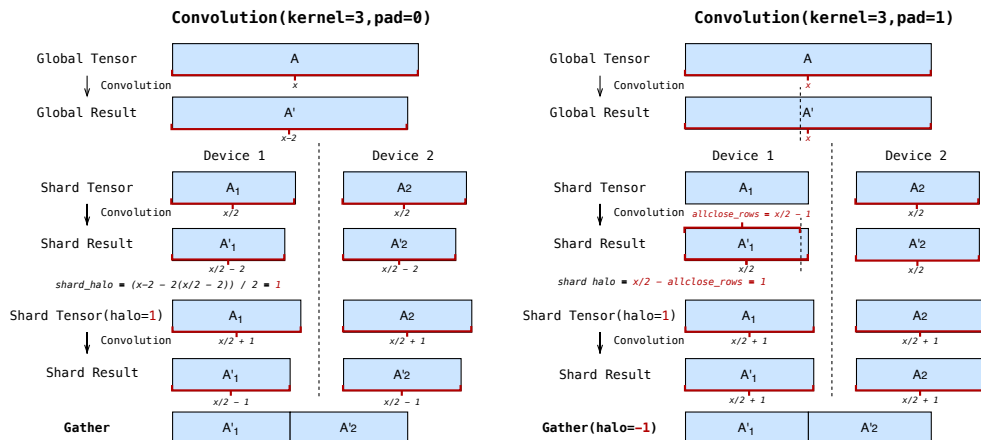 Convolution(kernel=3,pad=0)
Global Tensor
A
Convolution
x
Global Result
A'
x−2
Device 1
Device 2
Shard Tensor
A1
A2
Convolution
x/2
x/2
Shard Result
A'1
A'2
x/2 − 2
x/2 − 2
shard_halo = (x−2 − 2(x/2 − 2)) / 2 = 1
Shard Tensor(halo=1)
A1
A2
Convolution
x/2 + 1
x/2 + 1
Shard Result
A'1
A'2
x/2 − 1
x/2 − 1
Gather
A'1
A'2
Convolution(kernel=3,pad=1)
Global Tensor
A
Convolution
x
Global Result
A'
x
Device 1
Device 2
Shard Tensor
A1
A2
Convolution
allclose_rows = x/2 − 1
x/2
Shard Result
A'1
A'2
x/2
x/2
shard halo = x/2 − allclose_rows = 1
Shard Tensor(halo=1)
A1
A2
Convolution
x/2 + 1
x/2 + 1
Shard Result
A'1
A2
x/2 + 1
x/2 + 1
Gather(halo=−1)
A'1
A'2